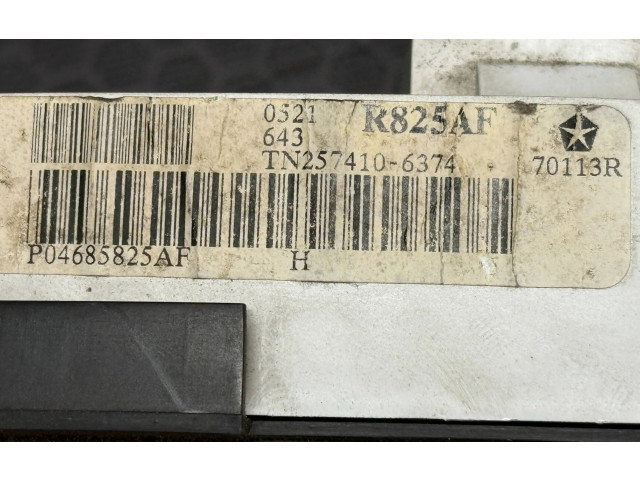 0521 R825AF
643
TN257410-6374 70113R
P04685825AF H